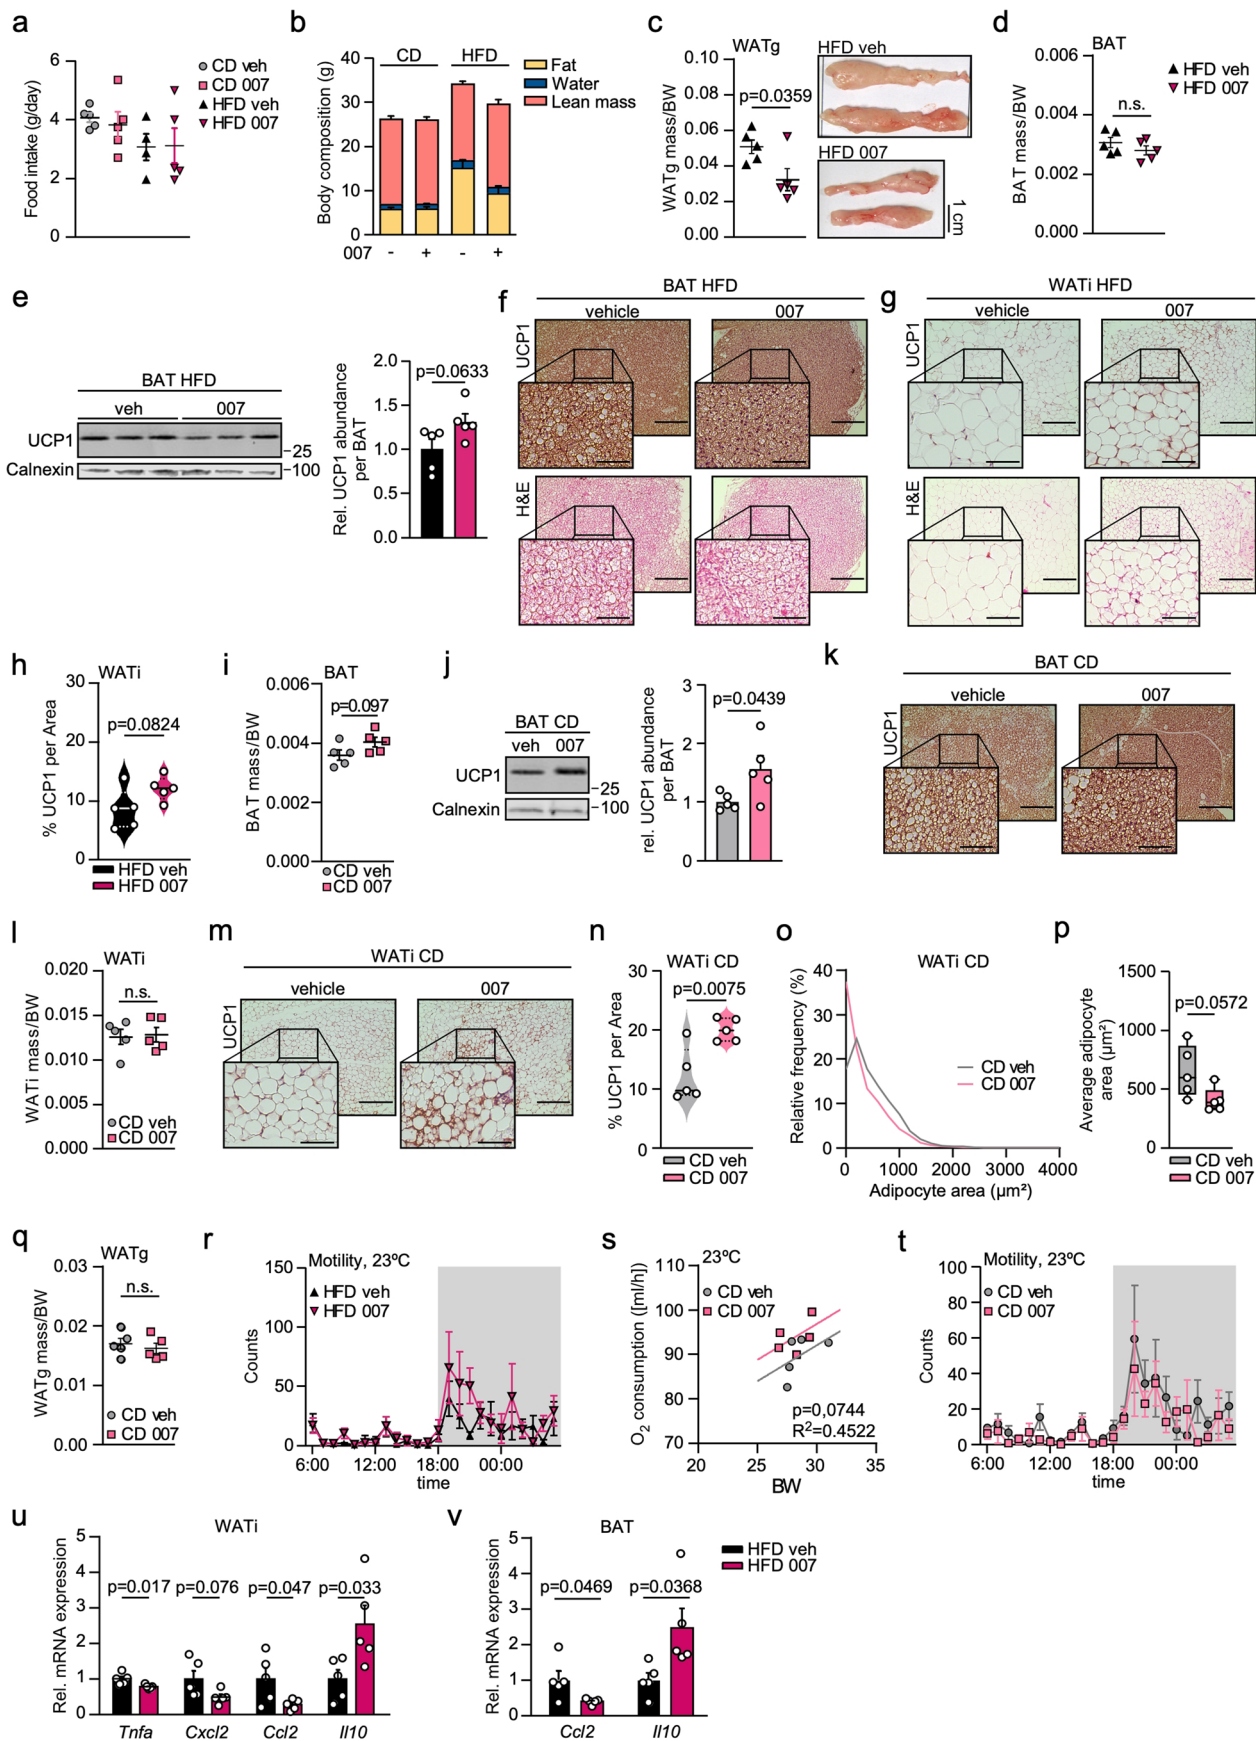 a
Food intake (g/day)
6
4
2
0
CD veh
CD 007
HFD veh
HFD 007
b
Body composition (g)
40
30
20
10
0
CD
HFD
Fat
Water
Lean mass
007
- + - +
c
WATg
WATg mass/BW
0.10
0.08
0.06
0.04
0.02
0.00
p=0.0359
HFD veh
HFD 007
1 cm
d
BAT
BAT mass/BW
0.006
0.004
0.002
0.000
n.s.
HFD veh
HFD 007
e
BAT HFD
veh 007
UCP1
-25
Calnexin
-100
Rel. UCP1 abundance
per BAT
2.0
1.5
1.0
0.5
0.0
p=0.0633
f
BAT HFD
vehicle 007
UCP1
H&E
g
WATi HFD
vehicle 007
UCP1
H&E
h
WATi
% UCP1 per Area
30
20
10
0
p=0.0824
HFD veh
HFD 007
i
BAT
BAT mass/BW
0.006
0.004
0.002
0.000
p=0.097
CD veh
CD 007
j
BAT CD
veh 007
UCP1
-25
Calnexin
-100
rel. UCP1 abundance
per BAT
3
2
1
0
p=0.0439
k
BAT CD
vehicle 007
UCP1
l
WATi
WATi mass/BW
0.020
0.015
0.010
0.005
0.000
n.s.
CD veh
CD 007
m
WATi CD
vehicle 007
UCP1
n
WATi CD
% UCP1 per Area
30
20
10
0
p=0.0075
CD veh
CD 007
o
WATi CD
Relative frequency (%)
40
30
20
10
0
CD veh
CD 007
0 1000 2000 3000 4000
Adipocyte area (µm²)
p
Average adipocyte
area (µm²)
1500
1000
500
0
p=0.0572
CD veh
CD 007
q
WATg
WATg mass/BW
0.03
0.02
0.01
0.00
n.s.
CD veh
CD 007
r
Motility, 23ºC
HFD veh
HFD 007
Counts
150
100
50
0
6:00 12:00 18:00 00:00
time
s
23ºC
CD veh
CD 007
O₂ consumption ([ml/h])
110
100
90
80
70
p=0,0744
R²=0.4522
20 25 30 35
BW
t
Motility, 23ºC
CD veh
CD 007
Counts
100
80
60
40
20
0
6:00 12:00 18:00 00:00
time
u
WATi
Rel. mRNA expression
5
4
3
2
1
0
p=0.017 p=0.076 p=0.047 p=0.033
Tnfa Cxcl2 Ccl2 Il10
v
BAT
Rel. mRNA expression
5
4
3
2
1
0
p=0.0469 p=0.0368
Ccl2 Il10
HFD veh
HFD 007